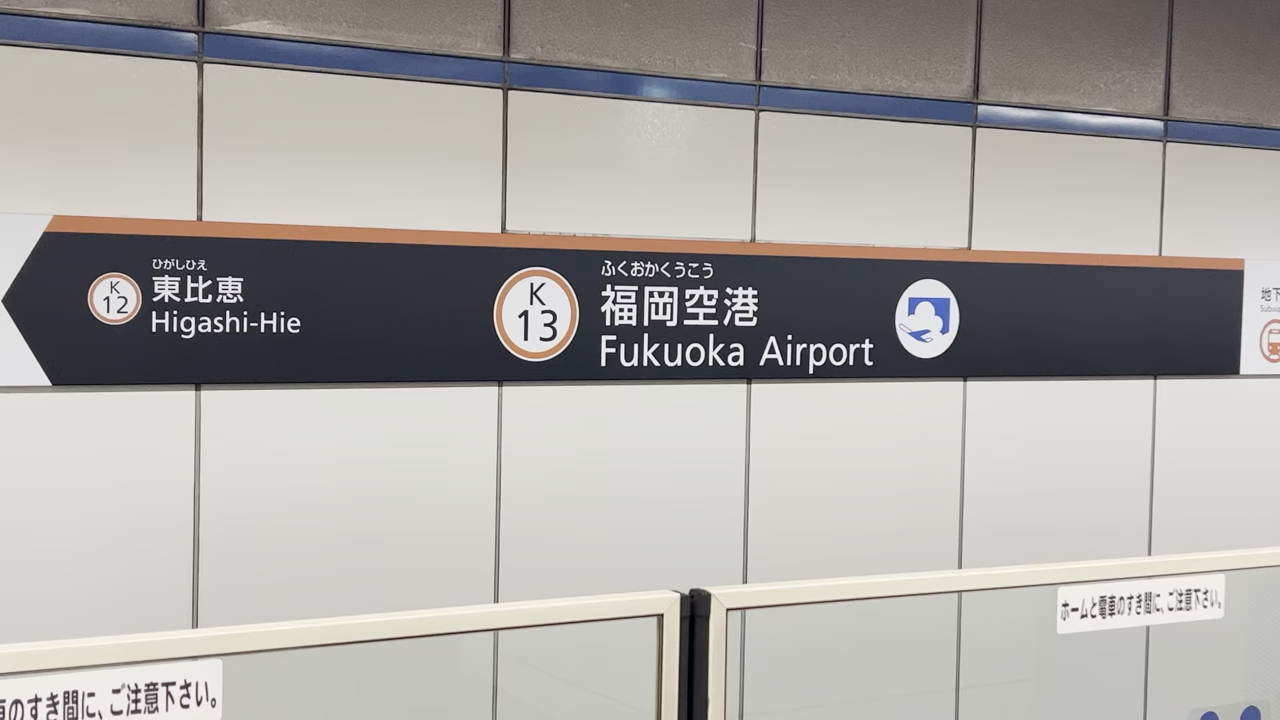 ひがしひえ
K
12
東比恵
Higashi-Hie
ふくおかくうこう
K
13
福岡空港
Fukuoka Airport
地下
ホームと電車のすき間に、ご注意下さい。
のすき間に、ご注意下さい。